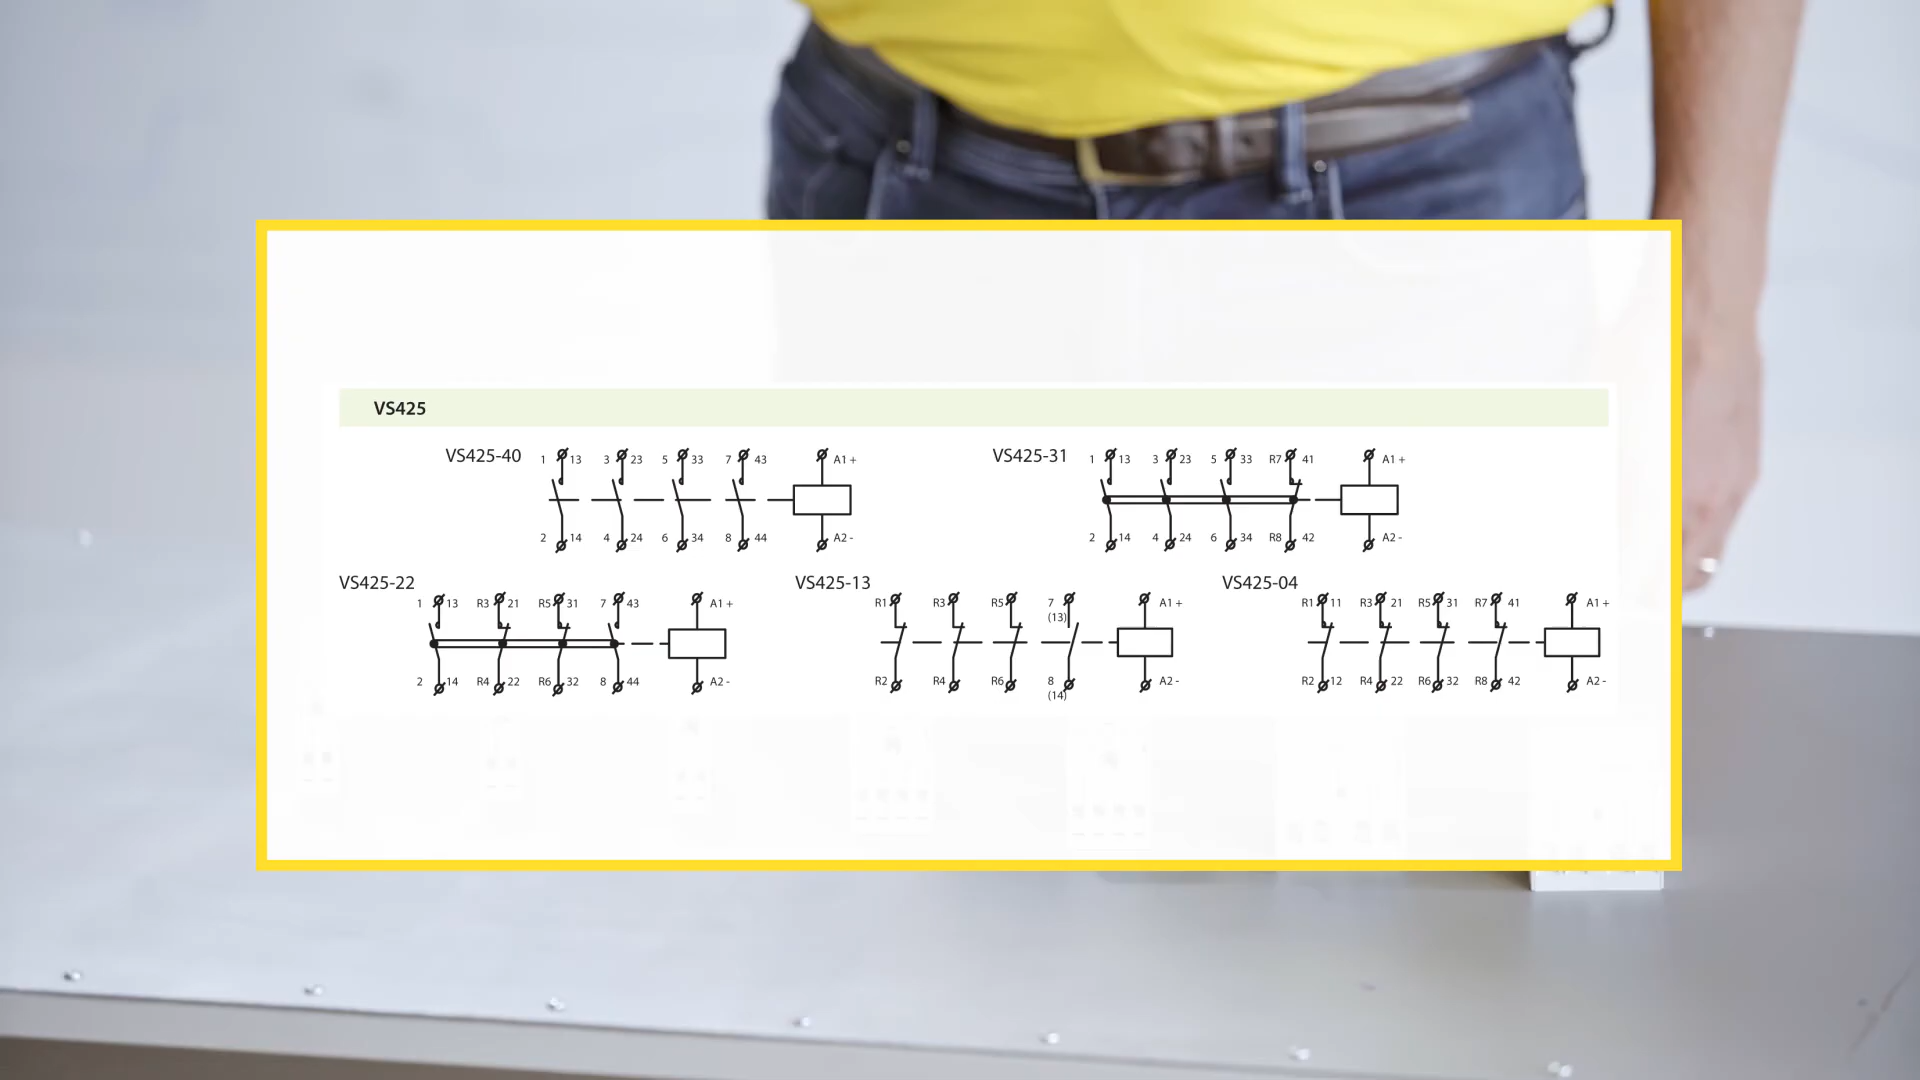 VS425
VS425-40 1 13 3 23 5 33 7 43 A1 +
2 14 4 24 6 34 8 44 A2 -
VS425-31 1 13 3 23 5 33 R7 41 A1 +
2 14 4 24 6 34 R8 42 A2 -
VS425-22
1 13 R3 21 R5 31 7 43 A1 +
2 14 R4 22 R6 32 8 44 A2 -
VS425-13
R1 R3 R5 7 (13) A1 +
R2 R4 R6 8 (14) A2 -
VS425-04
R1 11 R3 21 R5 31 R7 41 A1 +
R2 12 R4 22 R6 32 R8 42 A2 -